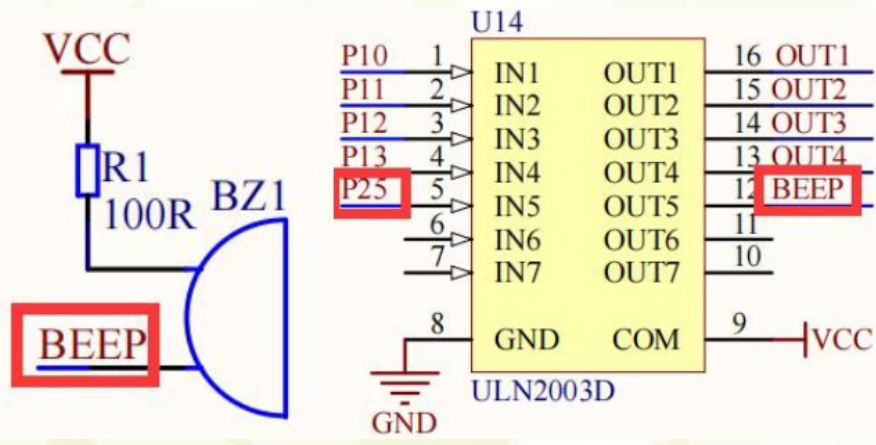 VCC
R1
100R
BZ1
BEEP
U14
P10 1 IN1 OUT1 16 OUT1
P11 2 IN2 OUT2 15 OUT2
P12 3 IN3 OUT3 14 OUT3
P13 4 IN4 OUT4 13 OUT4
P25 5 IN5 OUT5 12 BEEP
6 IN6 OUT6 11
7 IN7 OUT7 10
8 GND COM 9 VCC
ULN2003D
GND